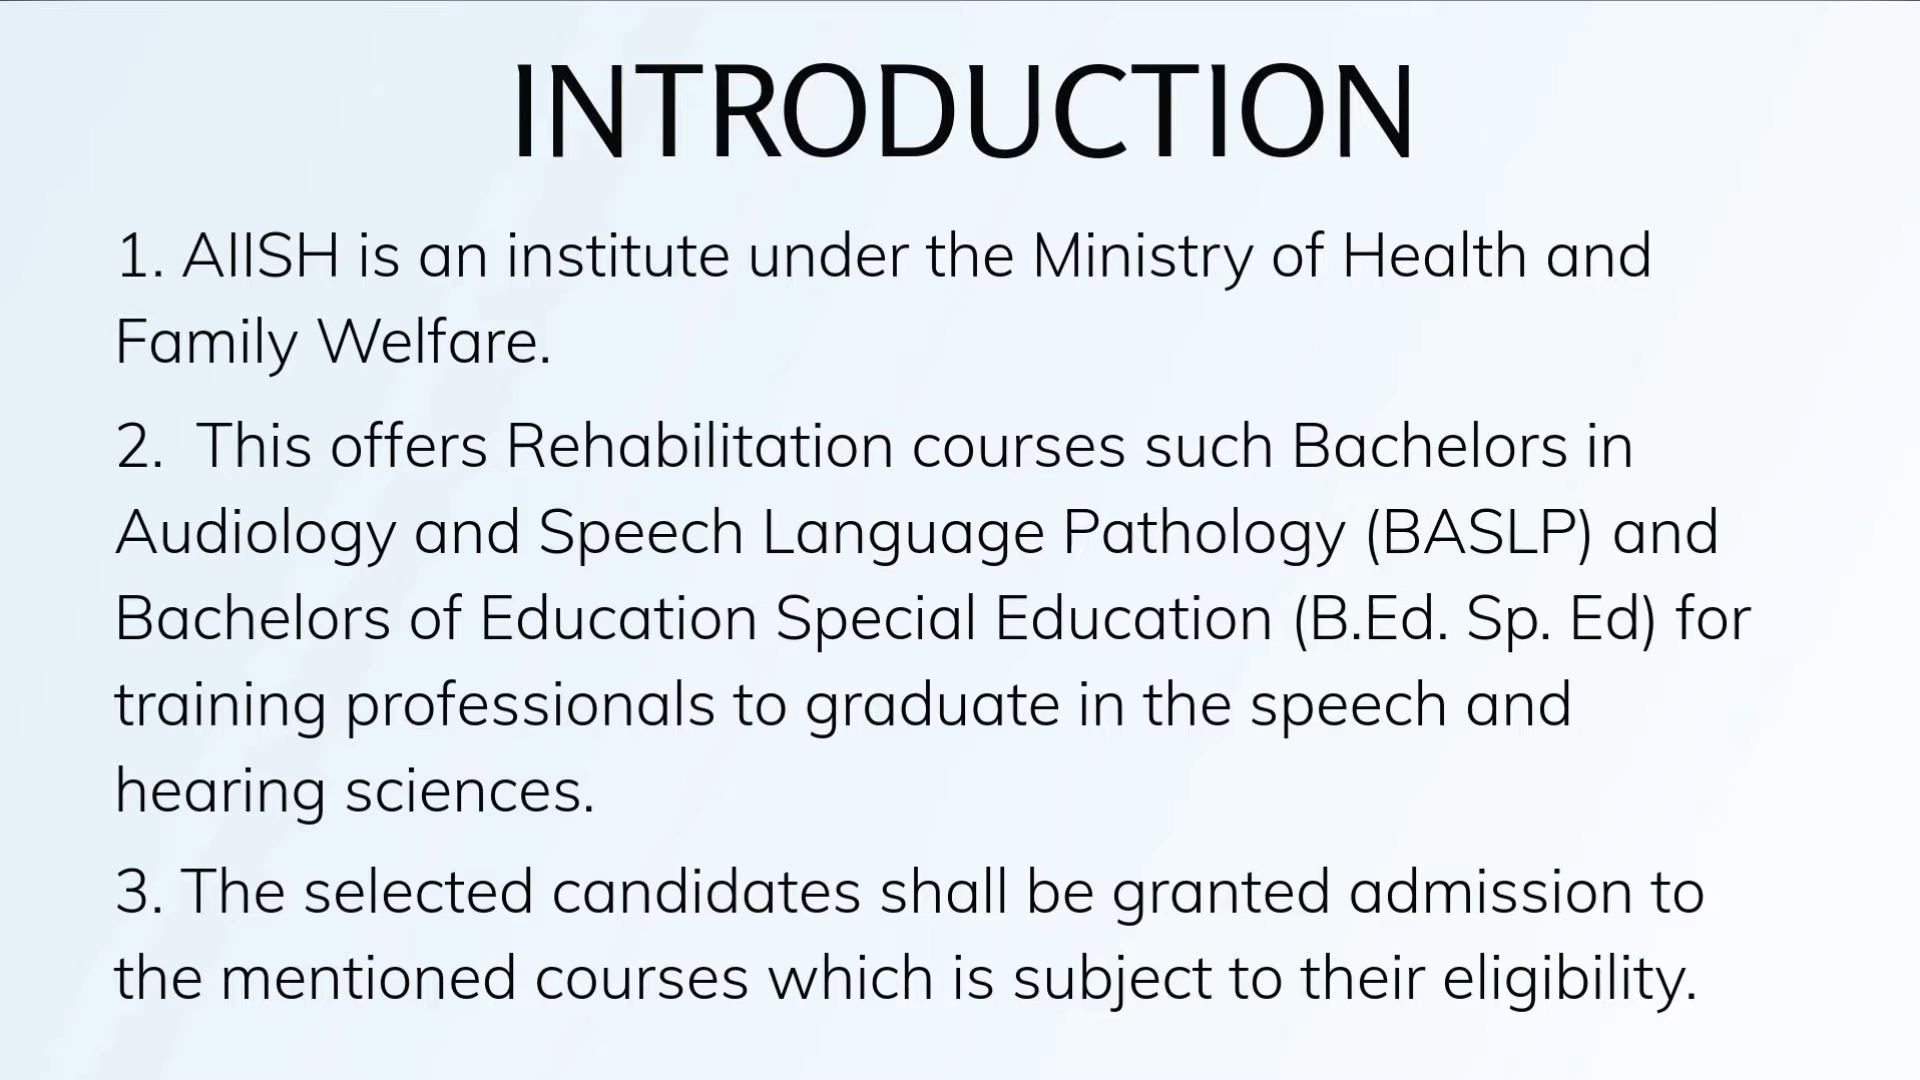 INTRODUCTION
1. AIISH is an institute under the Ministry of Health and
Family Welfare.
2. This offers Rehabilitation courses such Bachelors in
Audiology and Speech Language Pathology (BASLP) and
Bachelors of Education Special Education (B.Ed. Sp. Ed) for
training professionals to graduate in the speech and
hearing sciences.
3. The selected candidates shall be granted admission to
the mentioned courses which is subject to their eligibility.